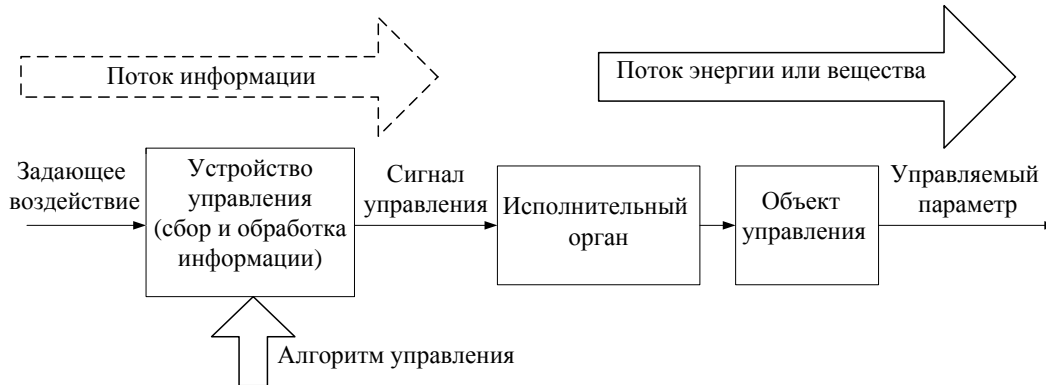 Поток информации
Поток энергии или вещества
Задающее
воздействие
Устройство
управления
(сбор и обработка
информации)
Сигнал
управления
Исполнительный
орган
Объект
управления
Управляемый
параметр
Алгоритм управления